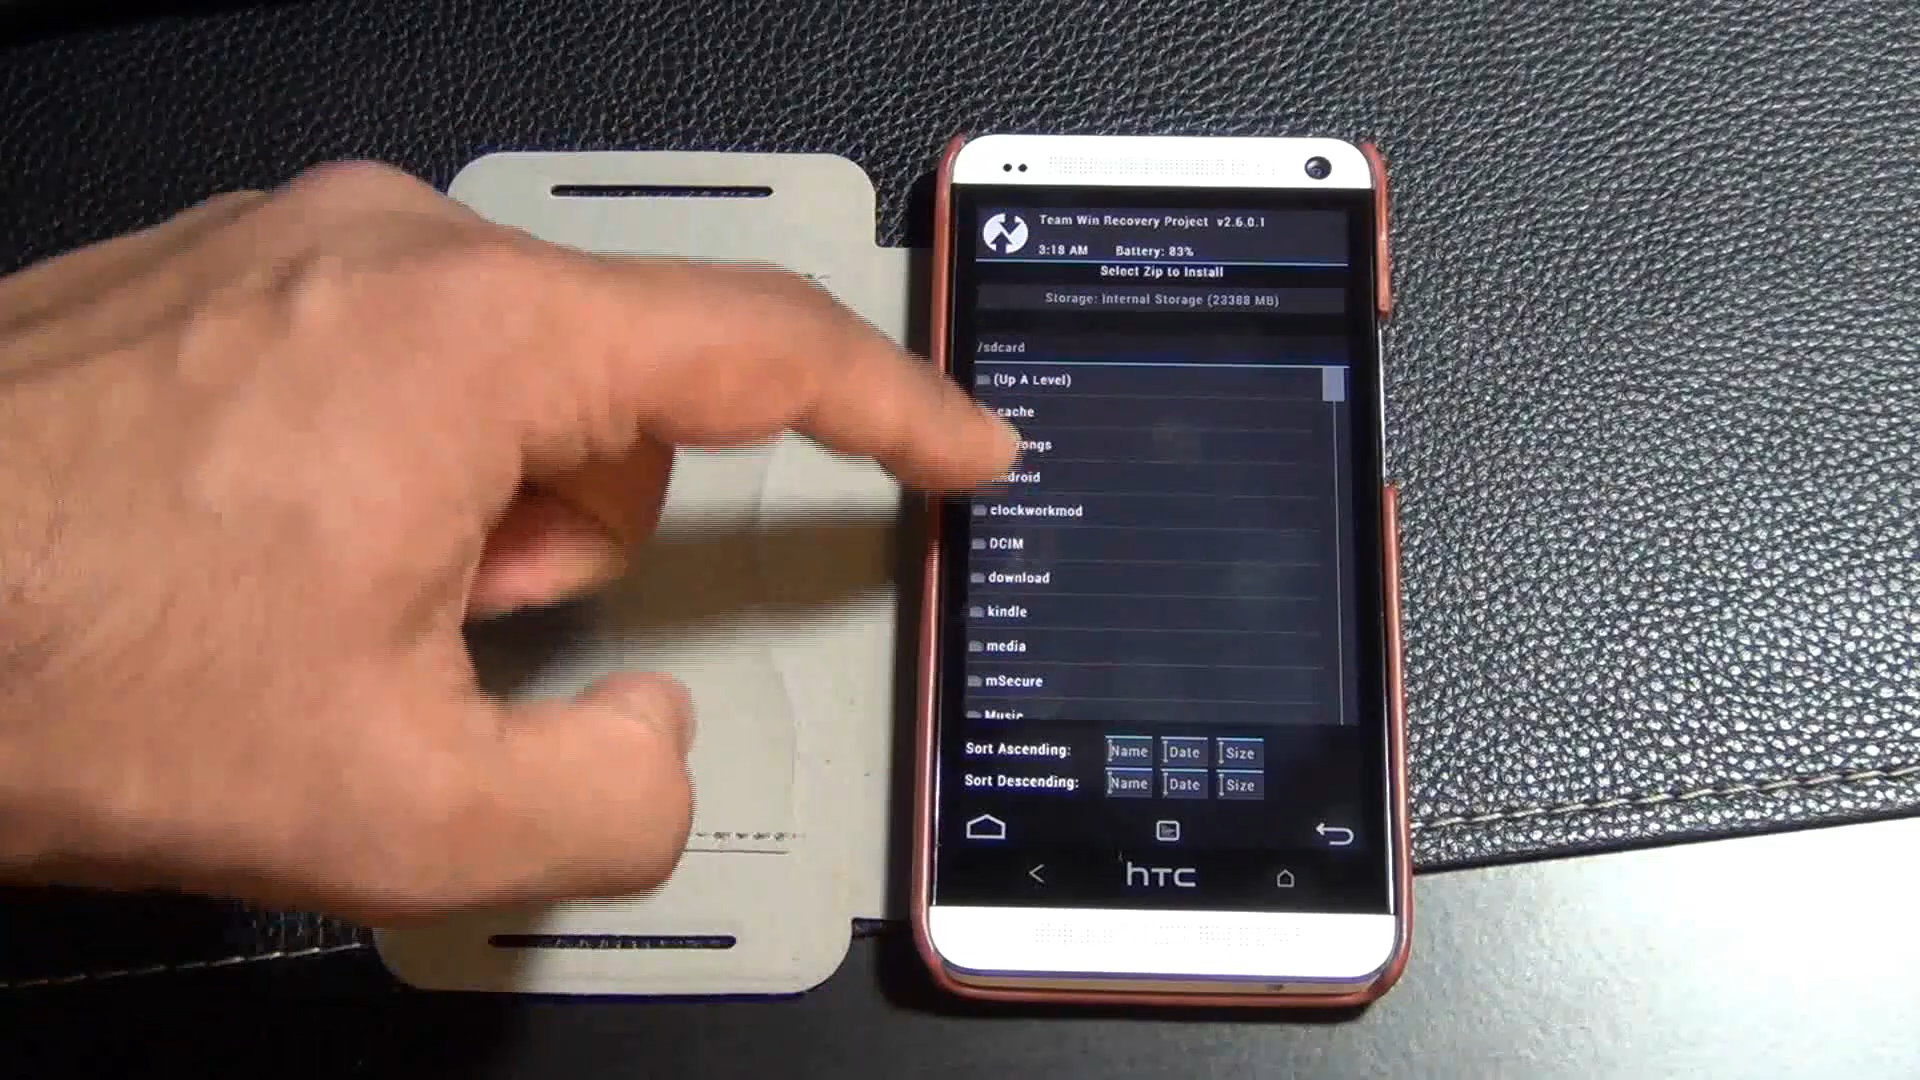 Team Win Recovery Project v2.6.0.1
3:18 AM Battery: 83%
Select Zip to Install
Storage: Internal Storage (23388 MB)
/sdcard
(Up A Level)
cache
clockworkmod
DCIM
download
kindle
media
mSecure
Music
Sort Ascending: Name Date Size
Sort Descending: Name Date Size
hTC